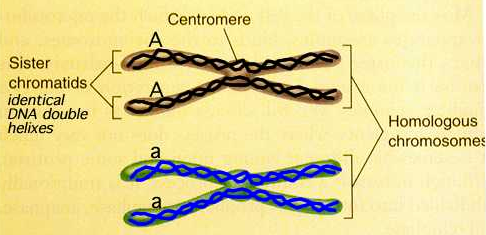 Centromere
A
Sister
chromatids
identical
DNA double
helixes
A
Homologous
chromosomes
a
a